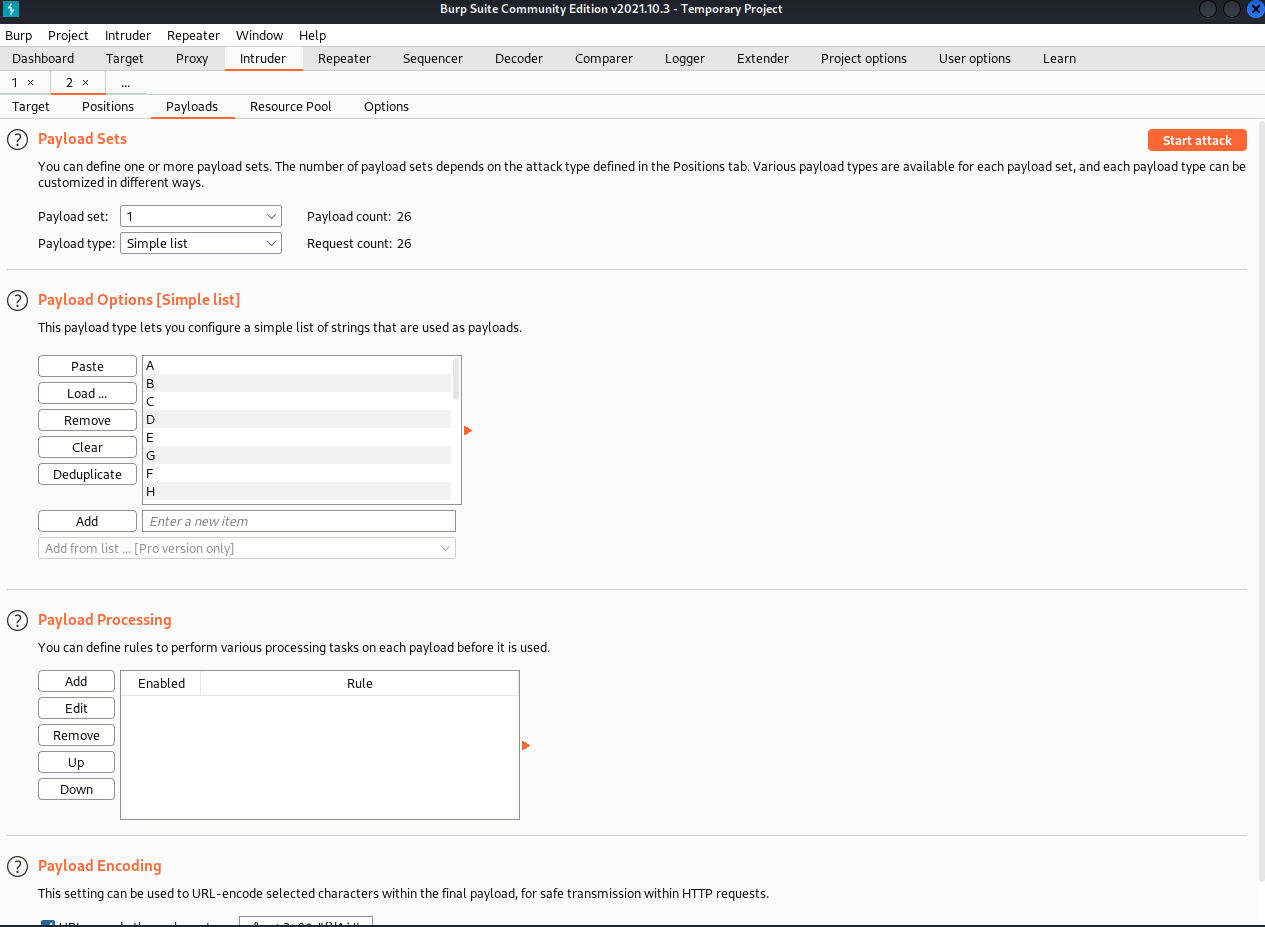 Burp Suite Community Edition v2021.10.3 - Temporary Project
Burp Project Intruder Repeater Window Help
Dashboard Target Proxy Intruder Repeater Sequencer Decoder Comparer Logger Extender Project options User options Learn
1 × 2 × ...
Target Positions Payloads Resource Pool Options
? Payload Sets Start attack
You can define one or more payload sets. The number of payload sets depends on the attack type defined in the Positions tab. Various payload types are available for each payload set, and each payload type can be
customized in different ways.
Payload set: 1 Payload count: 26
Payload type: Simple list Request count: 26
? Payload Options [Simple list]
This payload type lets you configure a simple list of strings that are used as payloads.
Paste
Load ...
Remove
Clear
Deduplicate
A
B
C
D
E
G
F
H
Add Enter a new item
Add from list ... [Pro version only]
? Payload Processing
You can define rules to perform various processing tasks on each payload before it is used.
Add
Edit
Remove
Up
Down
Enabled Rule
? Payload Encoding
This setting can be used to URL-encode selected characters within the final payload, for safe transmission within HTTP requests.